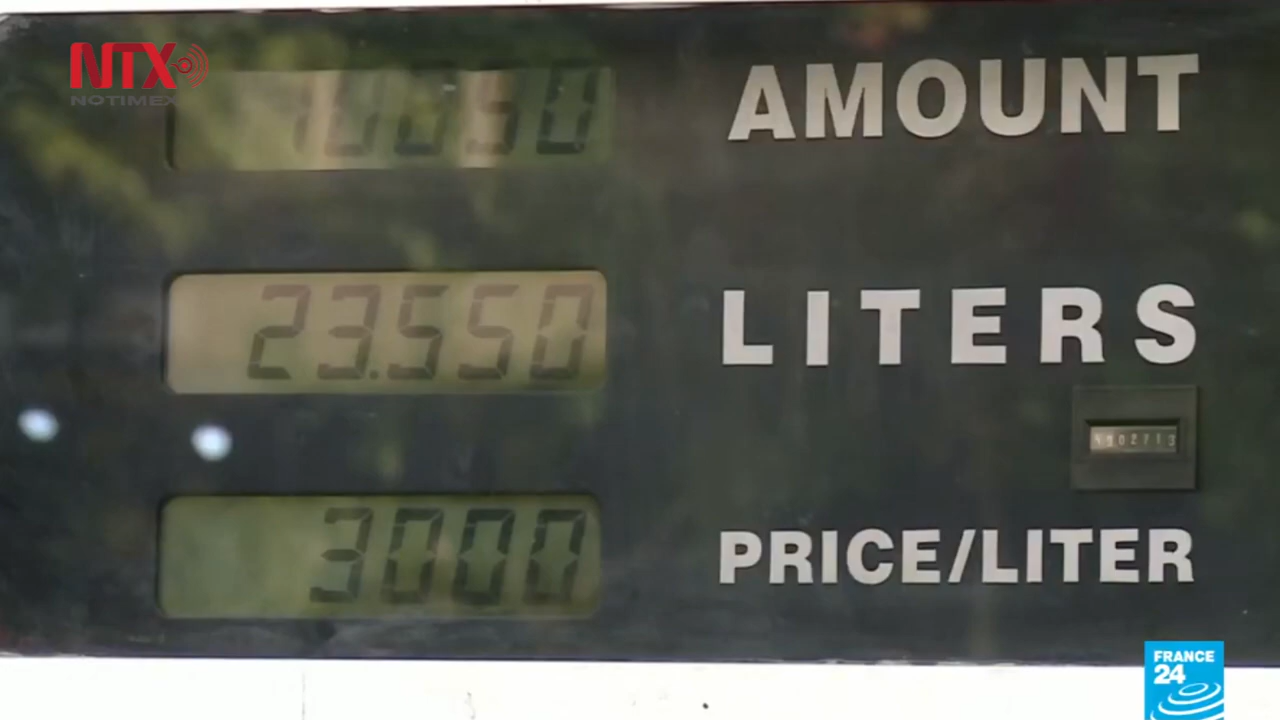 NTX
NOTIMEX
AMOUNT
23.550 LITERS
3000 PRICE/LITER
FRANCE
24